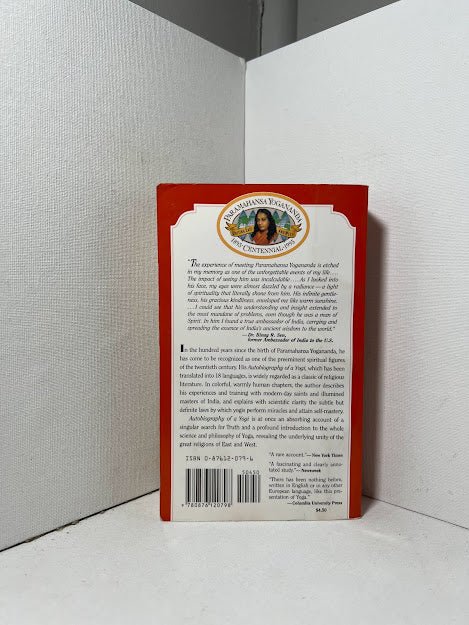 PARAMAHANSA YOGANANDA
1893-CENTENNIAL-1993
"The experience of meeting Paramahansa Yogananda is etched
in my memory as one of the unforgettable events of my life . . . .
The impact of seeing him was incalculable . . . . As I looked into
his face, my eyes were almost dazzled by a radiance — a light
of spirituality that literally shone from him. His infinite gentle-
ness, his gracious kindliness, enveloped me like warm sunshine.
. . . I could see that his understanding and insight extended to
the most mundane of problems, even though he was a man of
Spirit. In him I found a true ambassador of India, carrying and
spreading the essence of India's ancient wisdom to the world."
—Dr. Binay R. Sen,
former Ambassador of India to the U.S.
In the hundred years since the birth of Paramahansa Yogananda, he
has come to be recognized as one of the preeminent spiritual figures
of the twentieth century. His Autobiography of a Yogi, which has been
translated into 18 languages, is widely regarded as a classic of religious
literature. In colorful, warmly human chapters, the author describes
his experiences and training with modern-day saints and illumined
masters of India, and explains with scientific clarity the subtle but
definite laws by which yogis perform miracles and attain self-mastery.
Autobiography of a Yogi is at once an absorbing account of a
singular search for Truth and a profound introduction to the whole
science and philosophy of Yoga, revealing the underlying unity of the
great religions of East and West.
ISBN 0-87612-079-6
50450
9 780876 120798
"A rare account."— New York Times
"A fascinating and clearly anno-
tated study."— Newsweek
"There has been nothing before,
written in English or in any other
European language, like this pre-
sentation of Yoga."
—Columbia University Press
$4.50